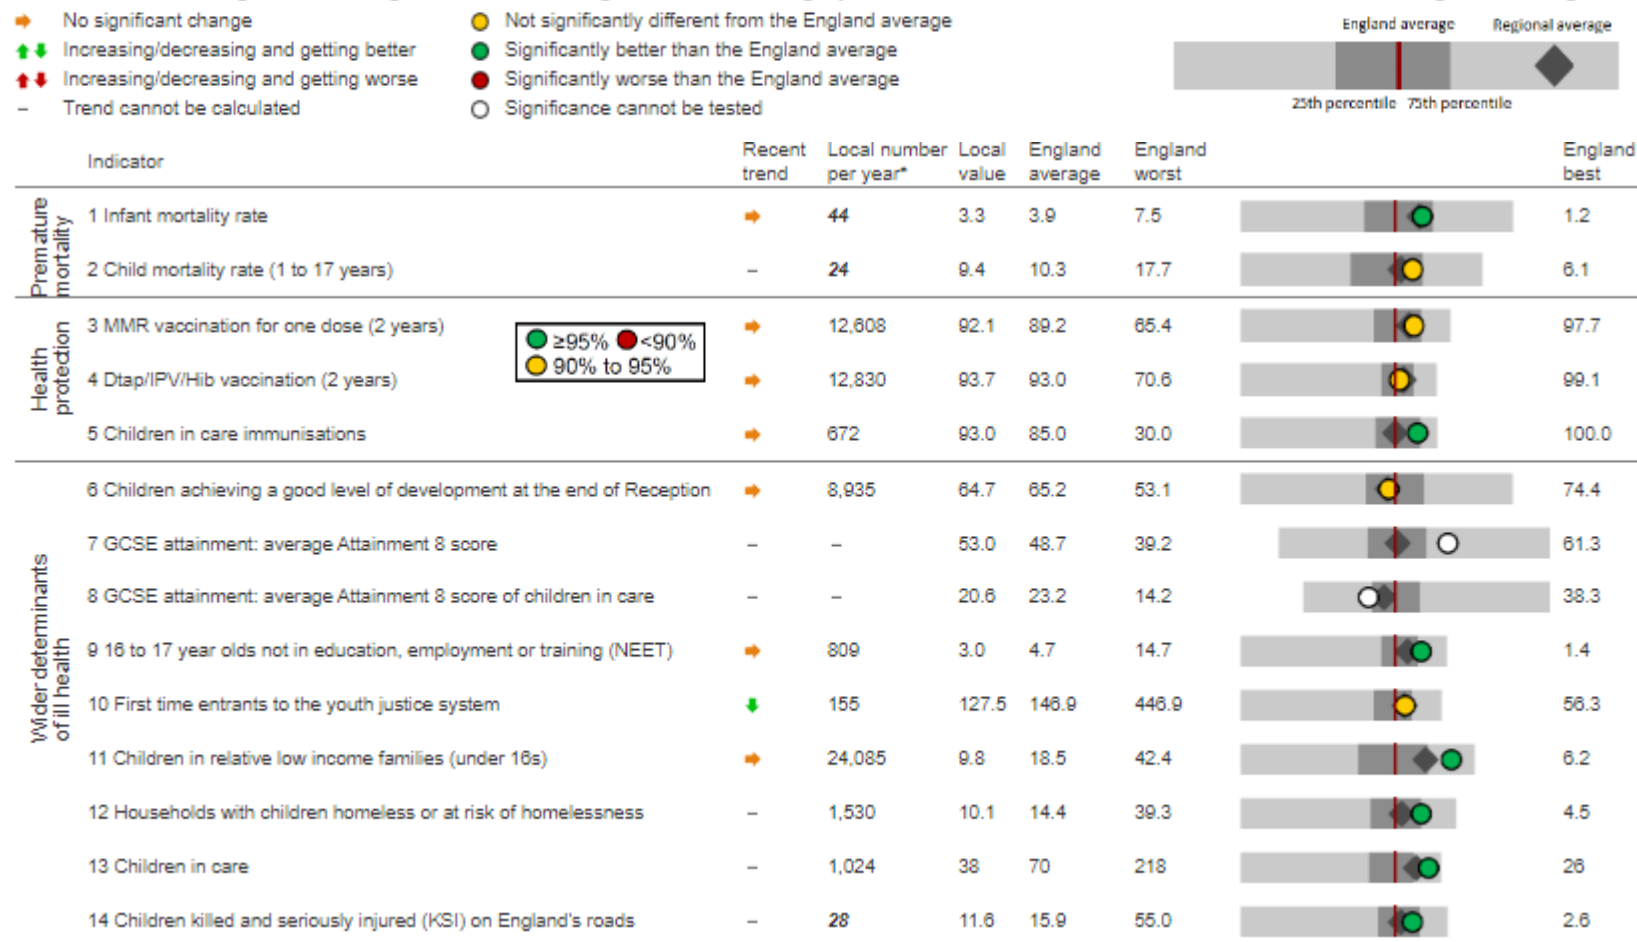 No significant change
Increasing/decreasing and getting better
Increasing/decreasing and getting worse
– Trend cannot be calculated
Not significantly different from the England average
Significantly better than the England average
Significantly worse than the England average
Significance cannot be tested
England average Regional average
25th percentile 75th percentile
Indicator Recent trend Local number per year* Local value England average England worst England best
Premature mortality
1 Infant mortality rate 44 3.3 3.9 7.5 1.2
2 Child mortality rate (1 to 17 years) – 24 9.4 10.3 17.7 6.1
Health protection
3 MMR vaccination for one dose (2 years) 12,608 92.1 89.2 65.4 97.7
≥95% <90%
90% to 95%
4 Dtap/IPV/Hib vaccination (2 years) 12,830 93.7 93.0 70.6 99.1
5 Children in care immunisations 672 93.0 85.0 30.0 100.0
Wider determinants of ill health
6 Children achieving a good level of development at the end of Reception 8,935 64.7 65.2 53.1 74.4
7 GCSE attainment: average Attainment 8 score – – 53.0 48.7 39.2 61.3
8 GCSE attainment: average Attainment 8 score of children in care – – 20.6 23.2 14.2 38.3
9 16 to 17 year olds not in education, employment or training (NEET) 809 3.0 4.7 14.7 1.4
10 First time entrants to the youth justice system 155 127.5 146.9 446.9 56.3
11 Children in relative low income families (under 16s) 24,085 9.8 18.5 42.4 6.2
12 Households with children homeless or at risk of homelessness – 1,530 10.1 14.4 39.3 4.5
13 Children in care – 1,024 38 70 218 26
14 Children killed and seriously injured (KSI) on England's roads – 28 11.6 15.9 55.0 2.6